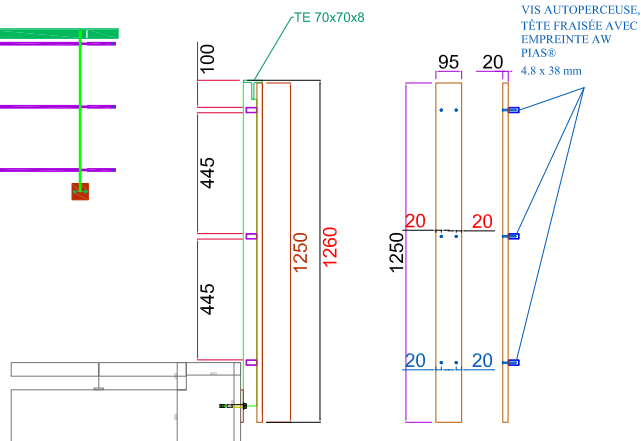 TE 70x70x8
VIS AUTOPERCEUSE,
TÊTE FRAISÉE AVEC
EMPREINTE AW
PIAS®
4.8 x 38 mm
100
445
445
1250
1260
95
20
20
20
1250
20
20